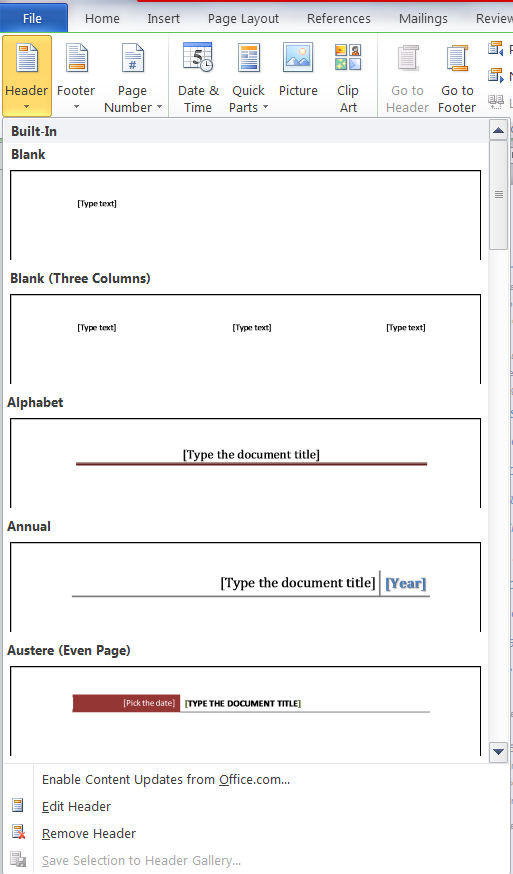 File Home Insert Page Layout References Mailings Review
Header Footer Page Number Date & Time Quick Parts Picture Clip Art Go to Header Go to Footer
Built-In
Blank
[Type text]
Blank (Three Columns)
[Type text] [Type text] [Type text]
Alphabet
[Type the document title]
Annual
[Type the document title] [Year]
Austere (Even Page)
[Pick the date] [TYPE THE DOCUMENT TITLE]
Enable Content Updates from Office.com...
Edit Header
Remove Header
Save Selection to Header Gallery...